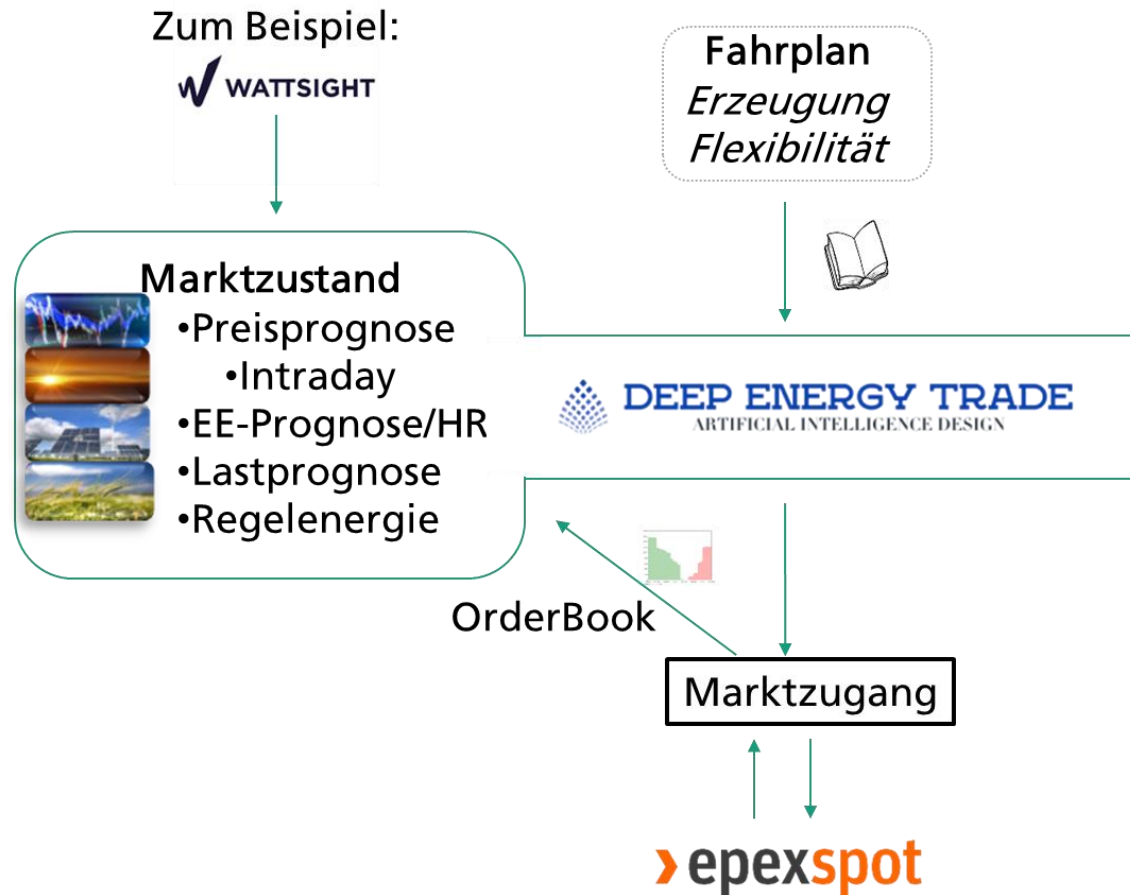 Zum Beispiel:
WATTSIGHT
Fahrplan
Erzeugung
Flexibilität
Marktzustand
•Preisprognose
•Intraday
•EE-Prognose/HR
•Lastprognose
•Regelenergie
DEEP ENERGY TRADE
ARTIFICIAL INTELLIGENCE DESIGN
OrderBook
Marktzugang
epexspot